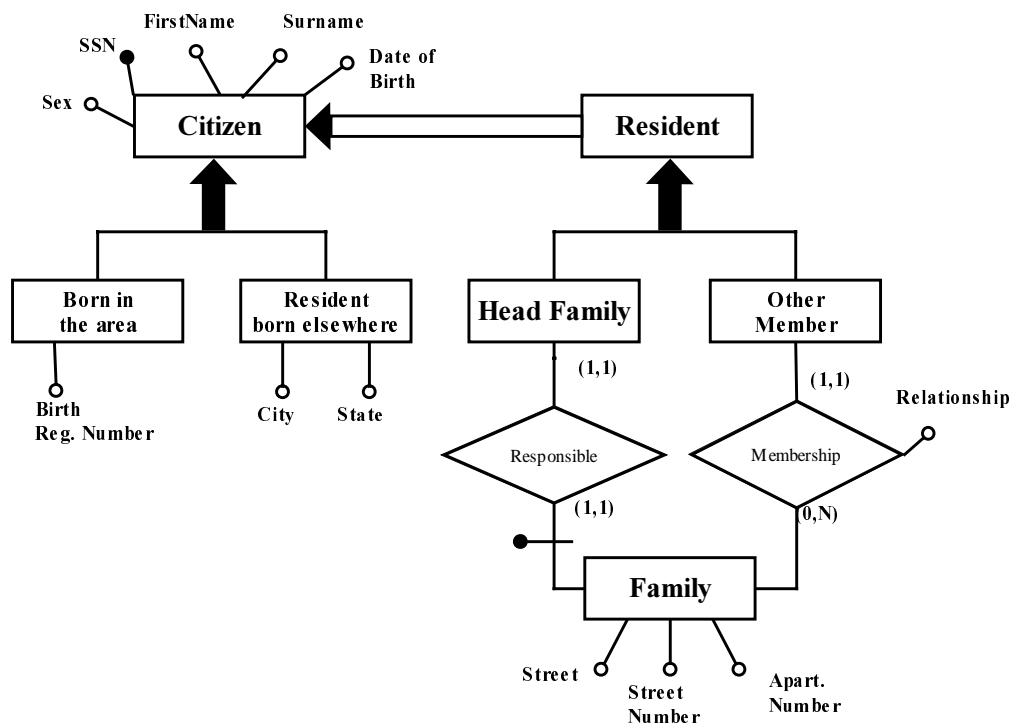 FirstName
Surname
SSN
Date of
Birth
Sex
Citizen
Resident
Born in
the area
Resident
born elsewhere
Head Family
Other
Member
(1,1)
(1,1)
Birth
Reg. Number
City
State
Relationship
Responsible
Membership
(1,1)
(0,N)
Family
Street
Street
Number
Apart.
Number